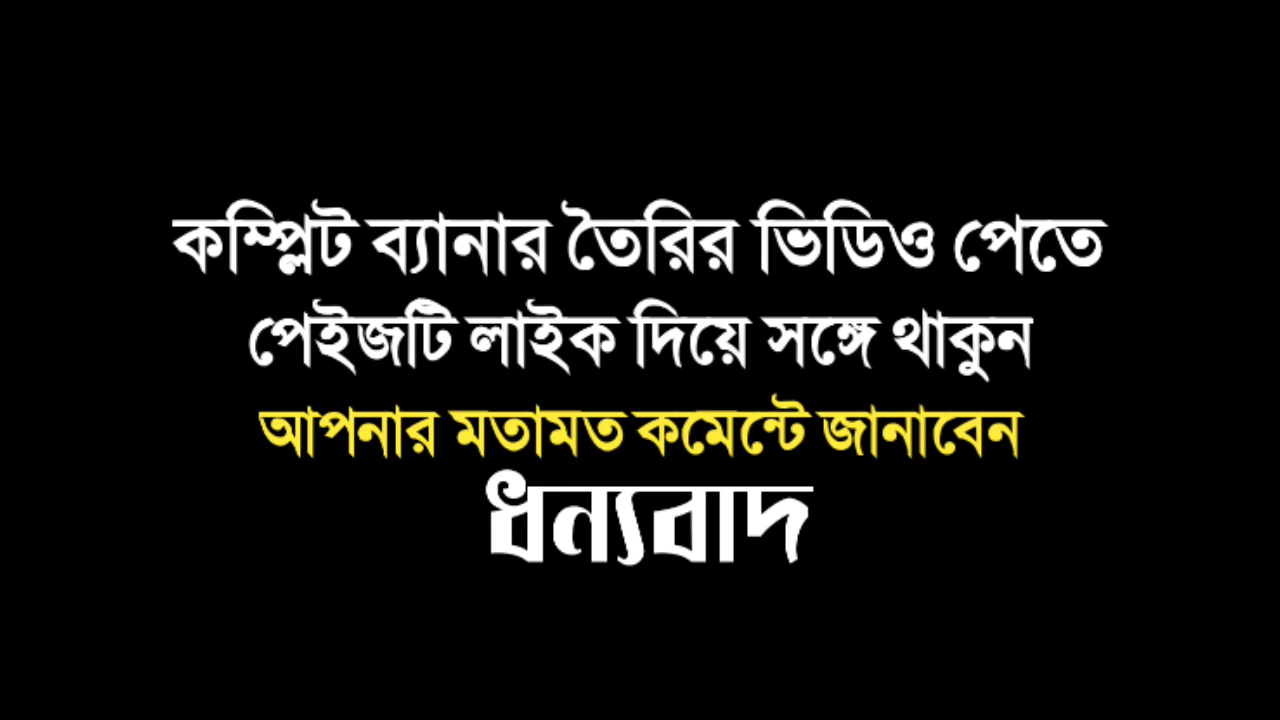 কম্প্লিট ব্যানার তৈরির ভিডিও পেতে
পেইজটি লাইক দিয়ে সঙ্গে থাকুন
আপনার মতামত কমেন্টে জানাবেন
ধন্যবাদ